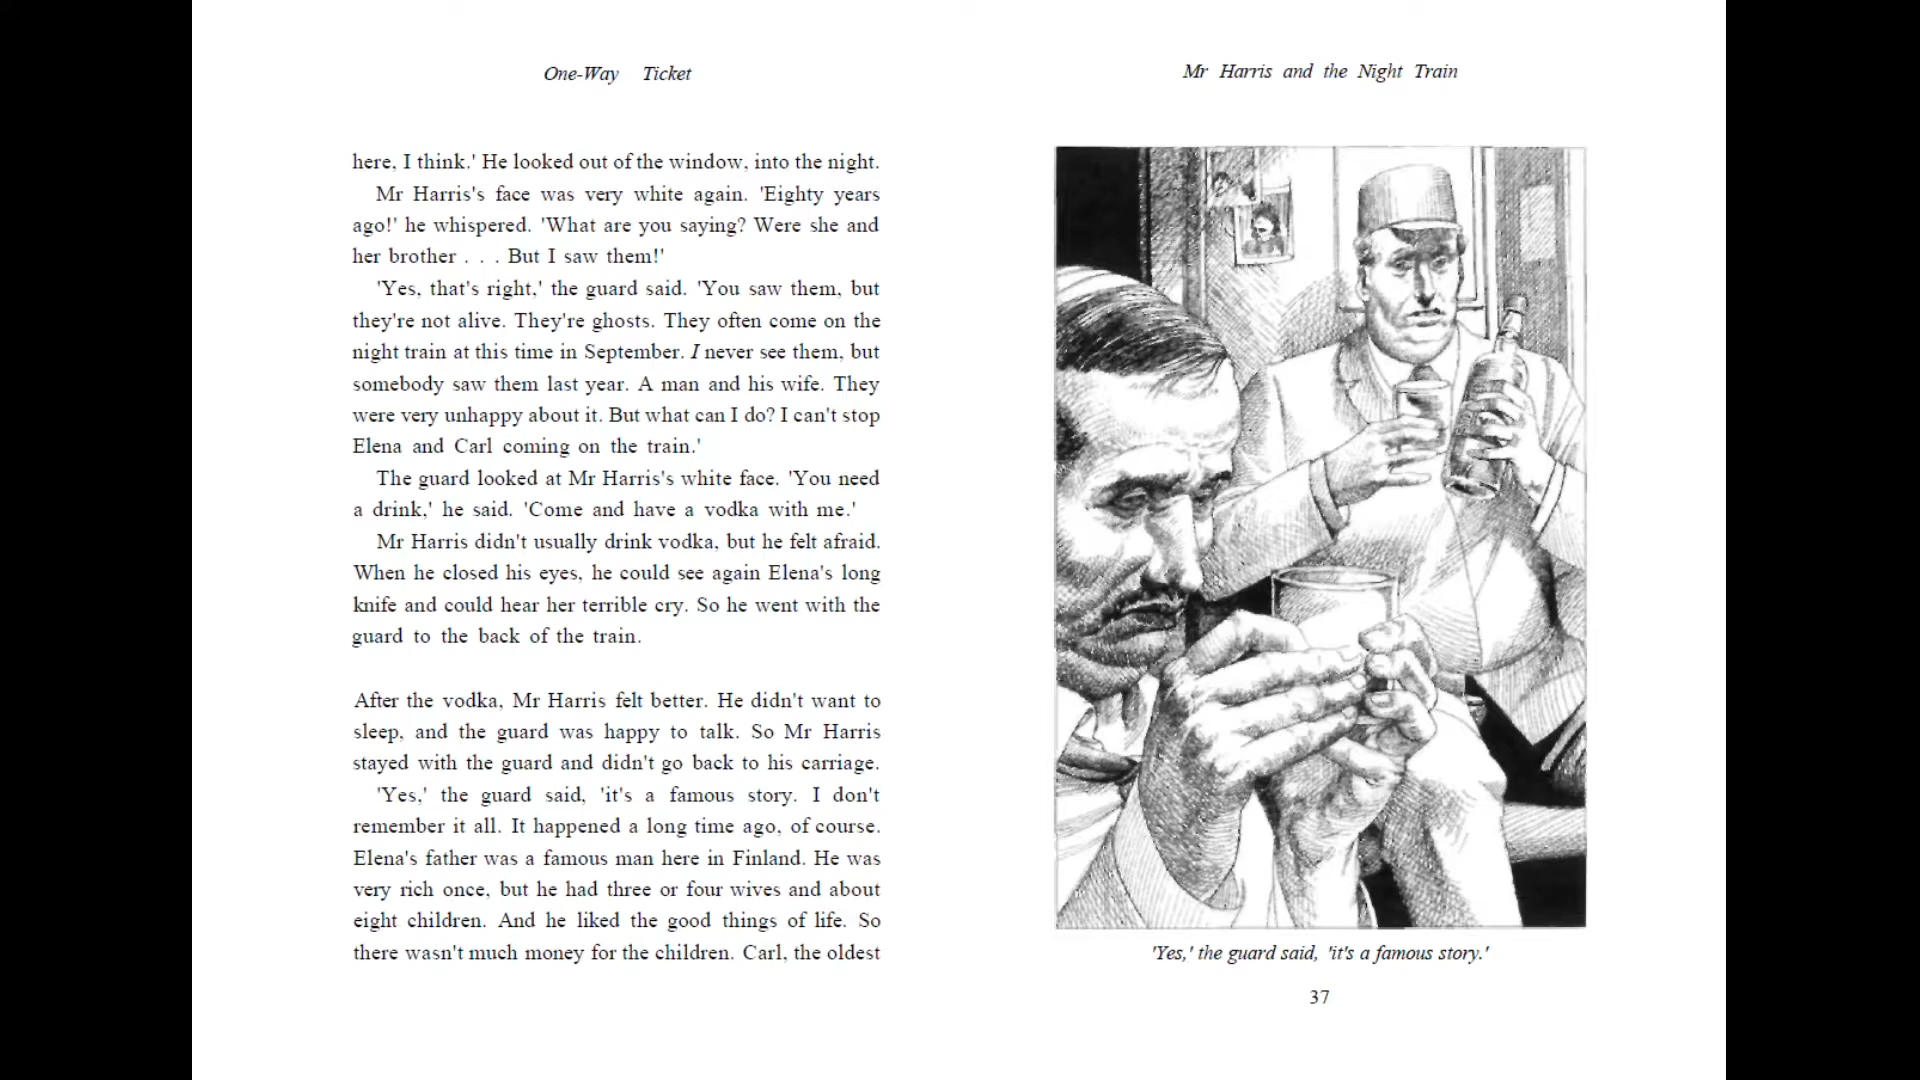 One-Way Ticket
here, I think.' He looked out of the window, into the night.
Mr Harris's face was very white again. 'Eighty years
ago!' he whispered. 'What are you saying? Were she and
her brother . . . But I saw them!'
'Yes, that's right,' the guard said. 'You saw them, but
they're not alive. They're ghosts. They often come on the
night train at this time in September. I never see them, but
somebody saw them last year. A man and his wife. They
were very unhappy about it. But what can I do? I can't stop
Elena and Carl coming on the train.'
The guard looked at Mr Harris's white face. 'You need
a drink,' he said. 'Come and have a vodka with me.'
Mr Harris didn't usually drink vodka, but he felt afraid.
When he closed his eyes, he could see again Elena's long
knife and could hear her terrible cry. So he went with the
guard to the back of the train.
After the vodka, Mr Harris felt better. He didn't want to
sleep, and the guard was happy to talk. So Mr Harris
stayed with the guard and didn't go back to his carriage.
'Yes,' the guard said, 'it's a famous story. I don't
remember it all. It happened a long time ago, of course.
Elena's father was a famous man here in Finland. He was
very rich once, but he had three or four wives and about
eight children. And he liked the good things of life. So
there wasn't much money for the children. Carl, the oldest
Mr Harris and the Night Train
'Yes,' the guard said, 'it's a famous story.'
37